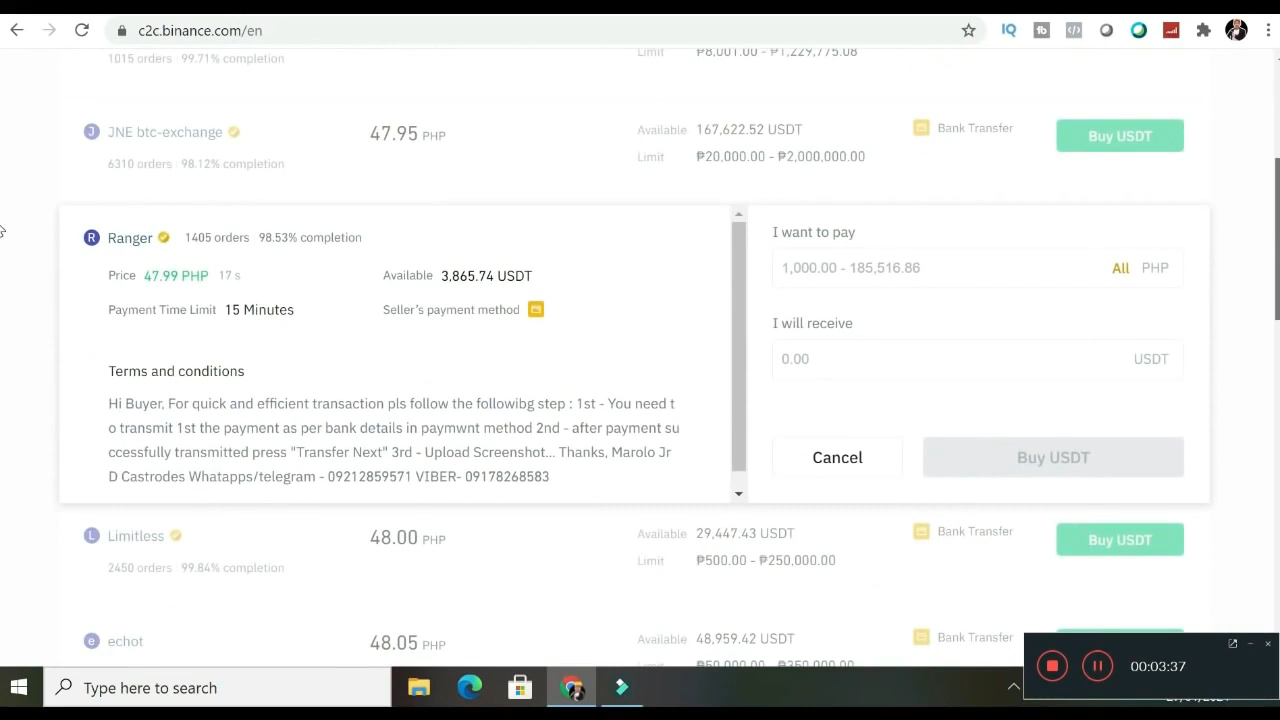 c2c.binance.com/en
1015 orders 99.71% completion
Limit ₱8,001.00 - ₱1,229,775.08
J JNE btc-exchange 47.95 PHP Available 167,622.52 USDT Bank Transfer Buy USDT
6310 orders 98.12% completion Limit ₱20,000.00 - ₱2,000,000.00
R Ranger 1405 orders 98.53% completion
Price 47.99 PHP 17 s Available 3,865.74 USDT
Payment Time Limit 15 Minutes Seller's payment method
Terms and conditions
Hi Buyer, For quick and efficient transaction pls follow the followibg step : 1st - You need t
o transmit 1st the payment as per bank details in paymwnt method 2nd - after payment su
ccessfully transmitted press "Transfer Next" 3rd - Upload Screenshot... Thanks, Marolo Jr
D Castrodes Whatapps/telegram - 09212859571 VIBER- 09178268583
I want to pay
1,000.00 - 185,516.86 All PHP
I will receive
0.00 USDT
Cancel Buy USDT
L Limitless 48.00 PHP Available 29,447.43 USDT Bank Transfer Buy USDT
2450 orders 99.84% completion Limit ₱500.00 - ₱250,000.00
e echot 48.05 PHP Available 48,959.42 USDT Bank Transfer
Limit ₱50,000.00 - ₱350,000.00
00:03:37
Type here to search